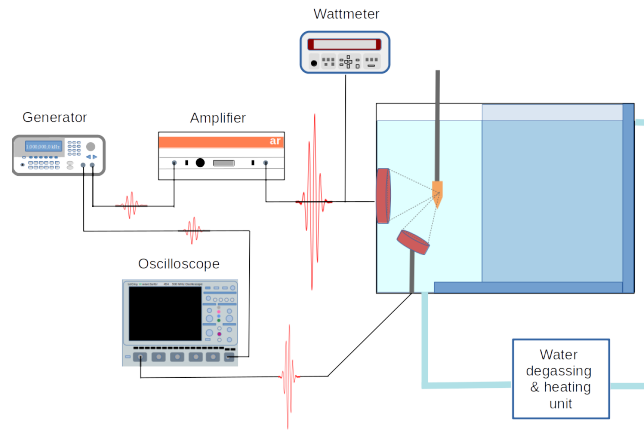 Wattmeter
Generator
Amplifier
ar
Oscilloscope
Water
degassing
& heating
unit